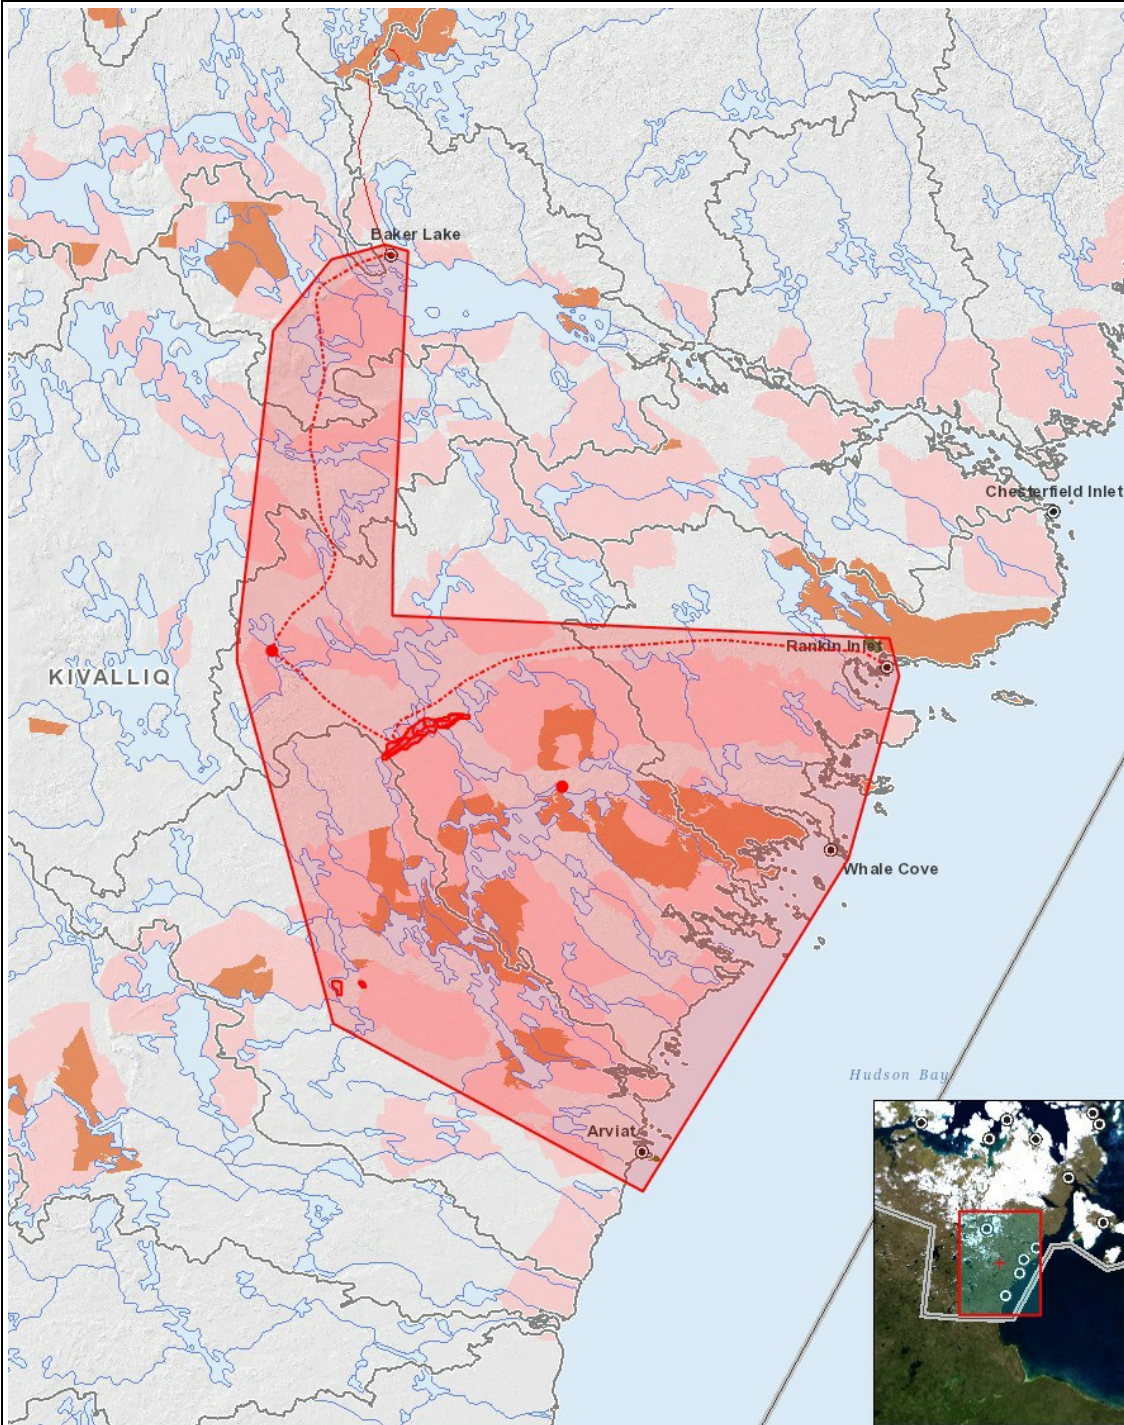 Baker Lake
Chesterfield Inlet
Rankin Inlet
KIVALLIQ
Whale Cove
Hudson Bay
Arviat